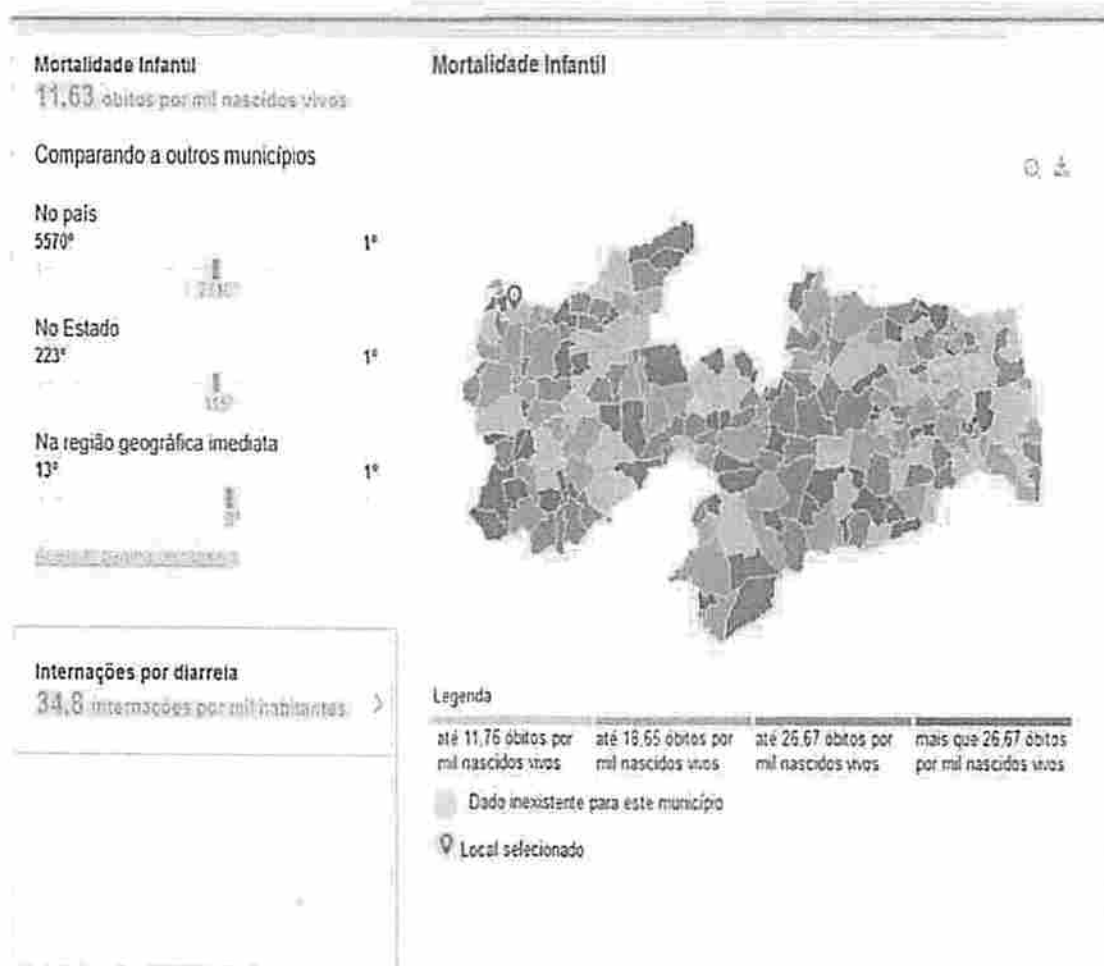 Mortalidade Infantil
11,63 óbitos por mil nascidos vivos
Comparando a outros municípios
No país
5570º 1º
No Estado
223º 1º
Na região geográfica imediata
13º 1º
Internações por diarreia
34,8 internações por mil habitantes >
Mortalidade Infantil
Legenda
até 11,76 óbitos por mil nascidos vivos
até 18,65 óbitos por mil nascidos vivos
até 26,67 óbitos por mil nascidos vivos
mais que 26,67 óbitos por mil nascidos vivos
Dado inexistente para este município
Local selecionado